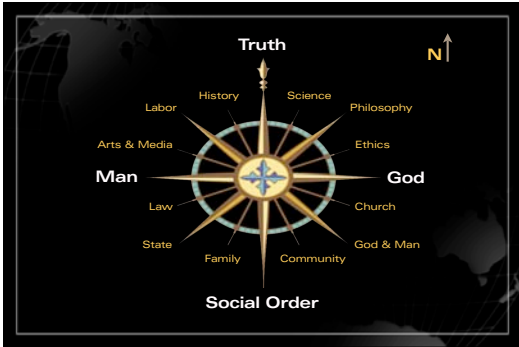 Truth
N
History
Science
Labor
Philosophy
Arts & Media
Ethics
Man
God
Law
Church
State
God & Man
Family
Community
Social Order